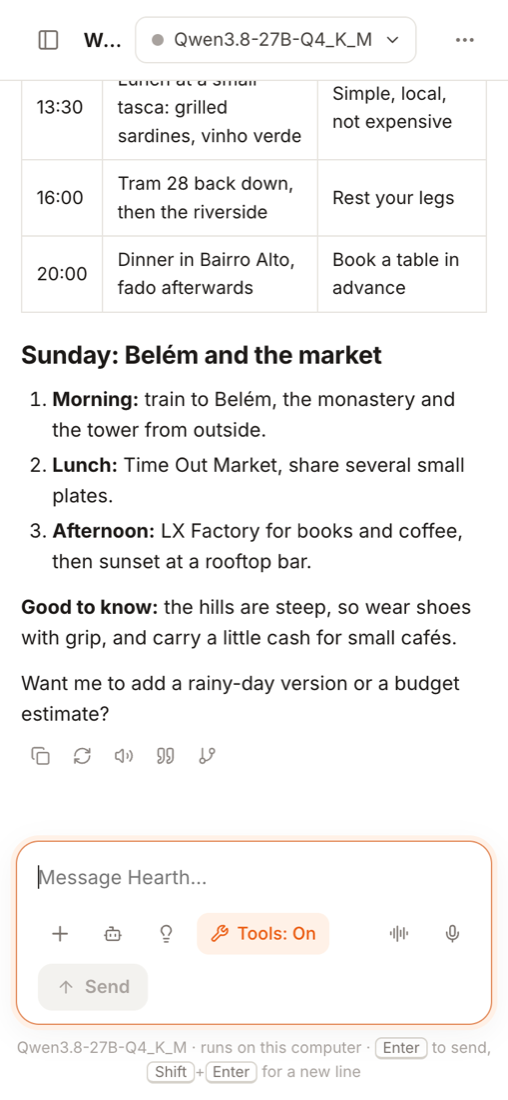 W... Qwen3.8-27B-Q4_K_M
Lunch at a small
13:30 tasca: grilled Simple, local,
sardines, vinho verde not expensive
16:00 Tram 28 back down, Rest your legs
then the riverside
20:00 Dinner in Bairro Alto, Book a table in
fado afterwards advance
Sunday: Belém and the market
1. Morning: train to Belém, the monastery and
the tower from outside.
2. Lunch: Time Out Market, share several small
plates.
3. Afternoon: LX Factory for books and coffee,
then sunset at a rooftop bar.
Good to know: the hills are steep, so wear shoes
with grip, and carry a little cash for small cafés.
Want me to add a rainy-day version or a budget
estimate?
Message Hearth...
Tools: On
Send
Qwen3.8-27B-Q4_K_M · runs on this computer · Enter to send,
Shift+Enter for a new line